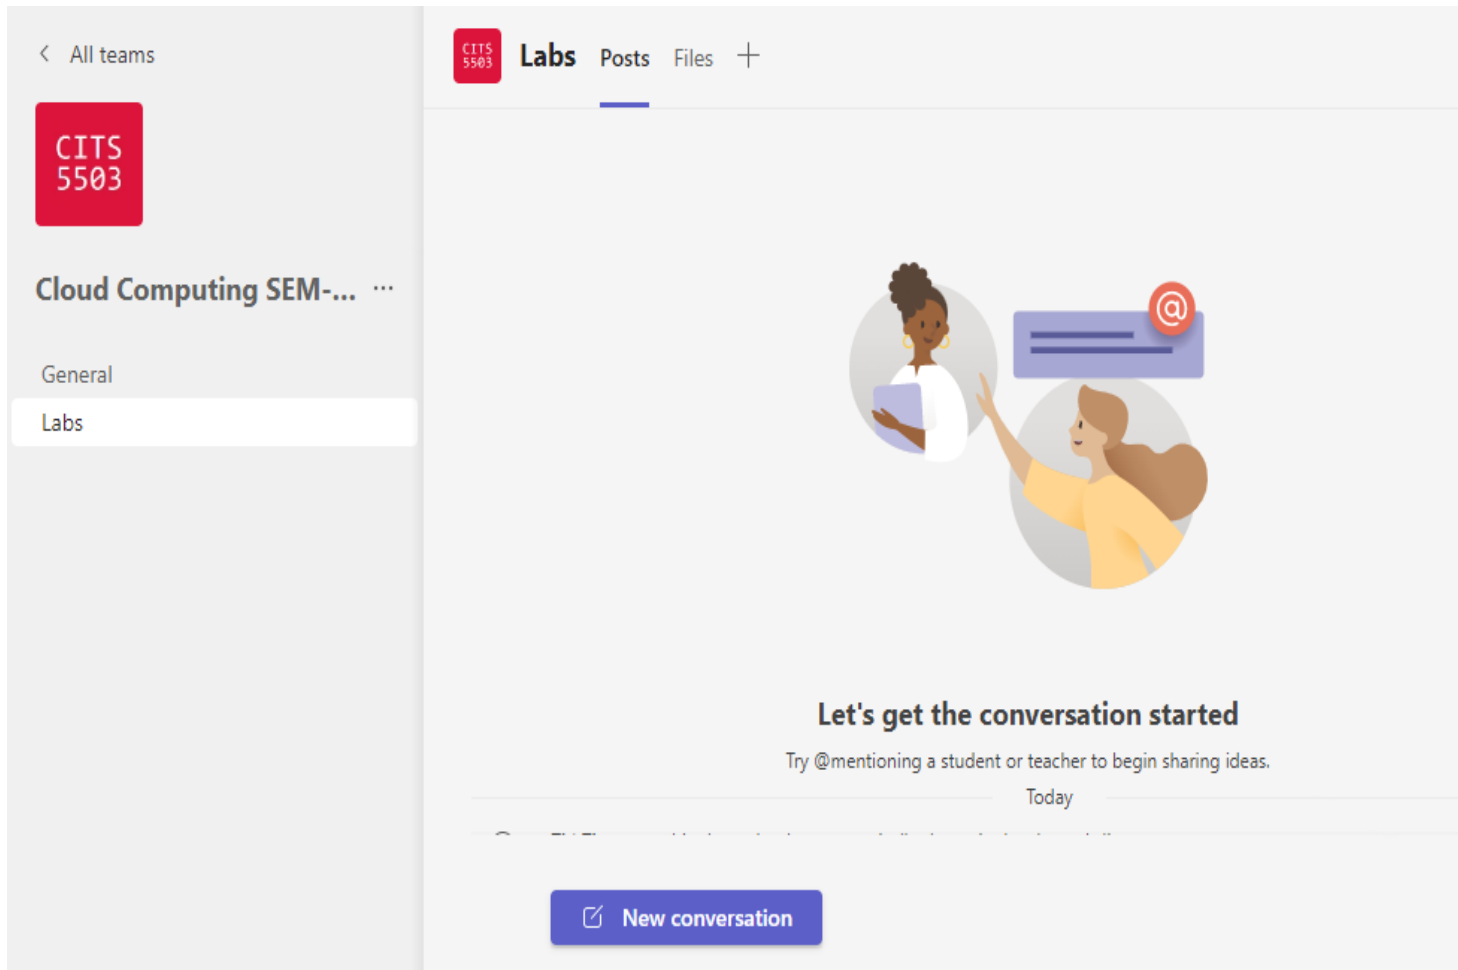 All teams
CITS
5503
Cloud Computing SEM-... ...
General
Labs
CITS
5503
Labs Posts Files
@
Let's get the conversation started
Try @mentioning a student or teacher to begin sharing ideas.
Today
New conversation